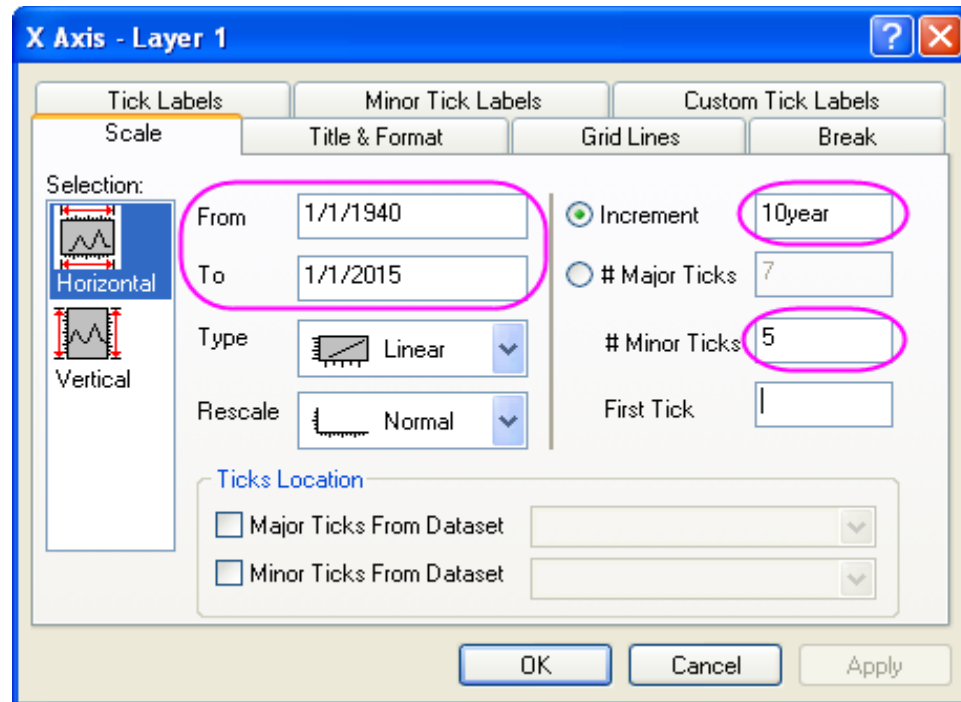 X Axis - Layer 1
Tick Labels
Minor Tick Labels
Custom Tick Labels
Scale
Title & Format
Grid Lines
Break
Selection:
Horizontal
Vertical
From 1/1/1940
To 1/1/2015
Type Linear
Rescale Normal
Increment 10year
# Major Ticks 7
# Minor Ticks 5
First Tick
Ticks Location
Major Ticks From Dataset
Minor Ticks From Dataset
OK
Cancel
Apply